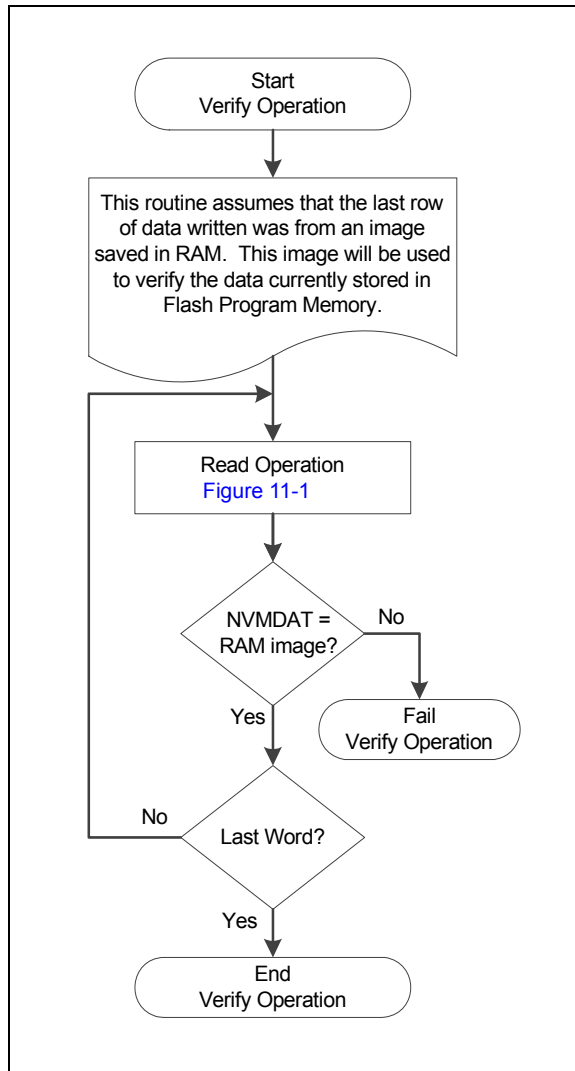 Start
Verify Operation
This routine assumes that the last row
of data written was from an image
saved in RAM.  This image will be used
to verify the data currently stored in
Flash Program Memory.
Read Operation
Figure 11-1
NVMDAT =
RAM image?
No
Yes
Fail
Verify Operation
No
Last Word?
Yes
End
Verify Operation